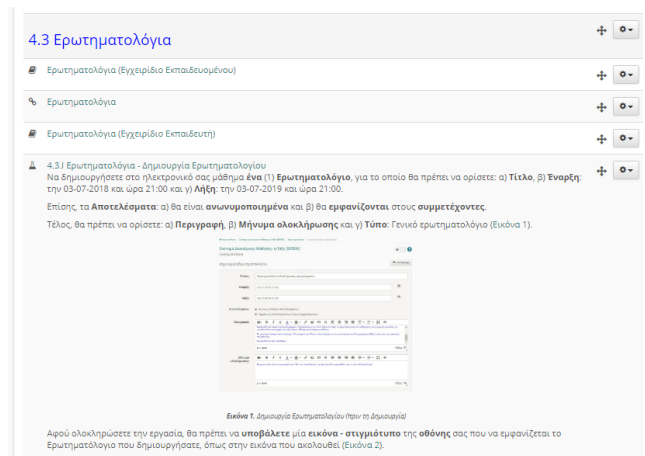 4.3 Ερωτηματολόγια
Ερωτηματολόγια (Εγχειρίδιο Εκπαιδευομένου)
Ερωτηματολόγια
Ερωτηματολόγια (Εγχειρίδιο Εκπαιδευτή)
4.3.i Ερωτηματολόγια - Δημιουργία Ερωτηματολογίου
Να δημιουργήσετε στο ηλεκτρονικό σας μάθημα ένα (1) Ερωτηματολόγιο, για το οποίο θα πρέπει να ορίσετε: α) Τίτλο, β) Έναρξη:
την 03-07-2018 και ώρα 21:00 και γ) Λήξη: την 03-07-2019 και ώρα 21:00.
Επίσης, τα Αποτελέσματα: α) θα είναι ανωνυμοποιημένα και β) θα εμφανίζονται στους συμμετέχοντες.
Τέλος, θα πρέπει να ορίσετε: α) Περιγραφή, β) Μήνυμα ολοκλήρωσης και γ) Τύπο: Γενικό ερωτηματολόγιο (Εικόνα 1).
Εικόνα 1. Δημιουργία Ερωτηματολογίου (πριν τη Δημιουργία)
Αφού ολοκληρώσετε την εργασία, θα πρέπει να υποβάλετε μία εικόνα - στιγμιότυπο της οθόνης σας που να εμφανίζεται το
Ερωτηματόλογιο που δημιουργήσατε, όπως στην εικόνα που ακολουθεί (Εικόνα 2).